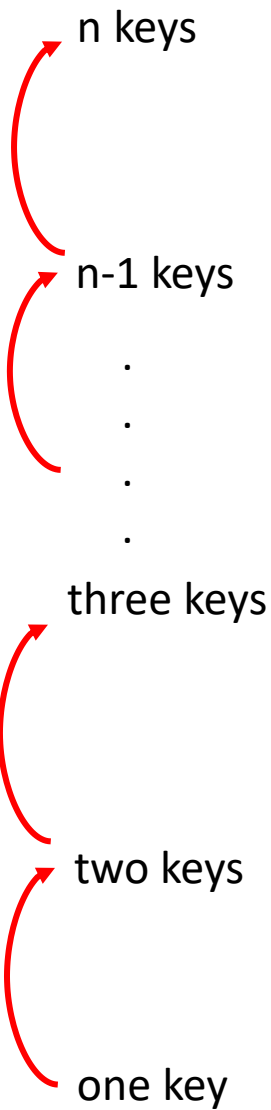 n keys
n-1 keys
.
.
.
.
three keys
two keys
one key